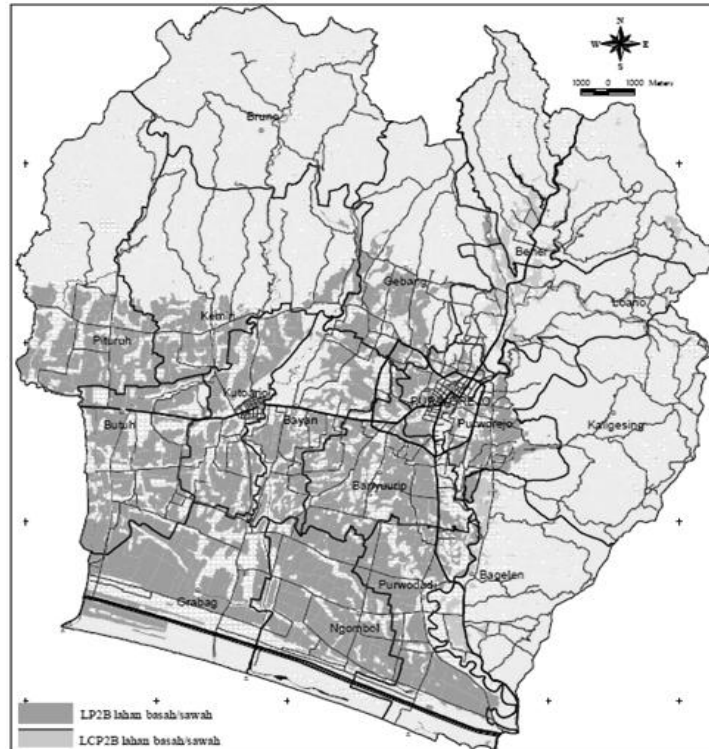 N
W E
S
1000 0 1000 Meters
Bruno
Bener
Gebang
Loano
Kemiri
Pituruh
Kutoarjo
PURWOREJO
Butuh
Bayan
Purworejo
Kaligesing
Banyuurip
Purwodadi
Bagelen
Grabag
Ngombol
LP2B lahan basah/sawah
LCP2B lahan basah/sawah